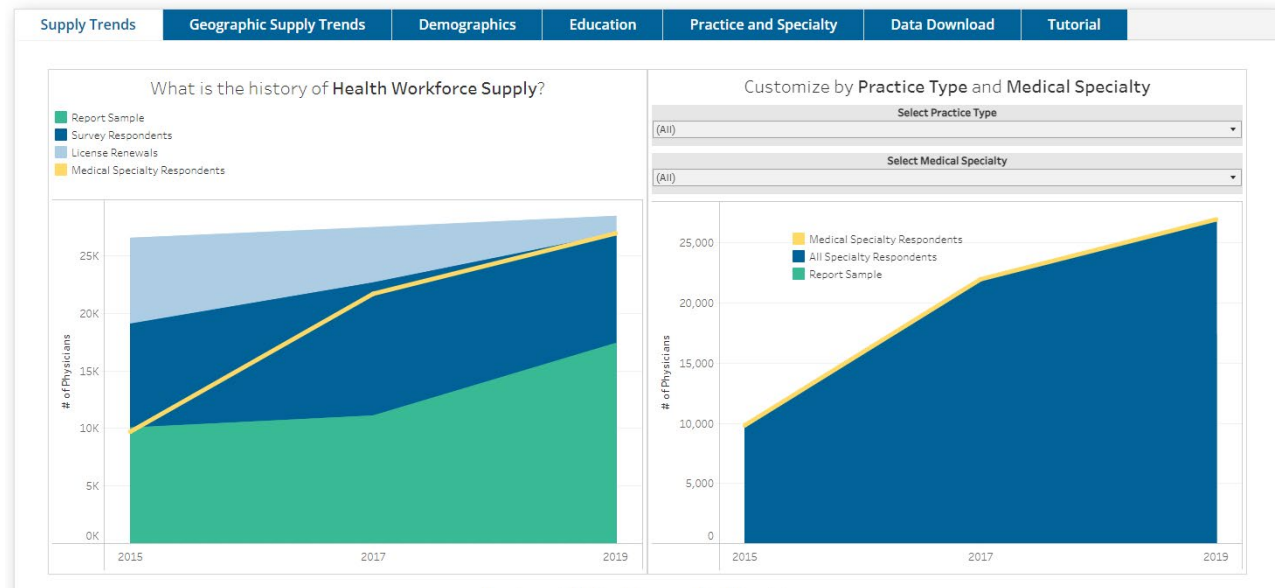 Supply Trends
Geographic Supply Trends
Demographics
Education
Practice and Specialty
Data Download
Tutorial
What is the history of Health Workforce Supply?
Report Sample
Survey Respondents
License Renewals
Medical Specialty Respondents
25K
20K
15K
10K
5K
0K
# of Physicians
2015
2017
2019
Customize by Practice Type and Medical Specialty
Select Practice Type
(All)
Select Medical Specialty
(All)
Medical Specialty Respondents
All Specialty Respondents
Report Sample
25,000
20,000
15,000
10,000
5,000
0
# of Physicians
2015
2017
2019